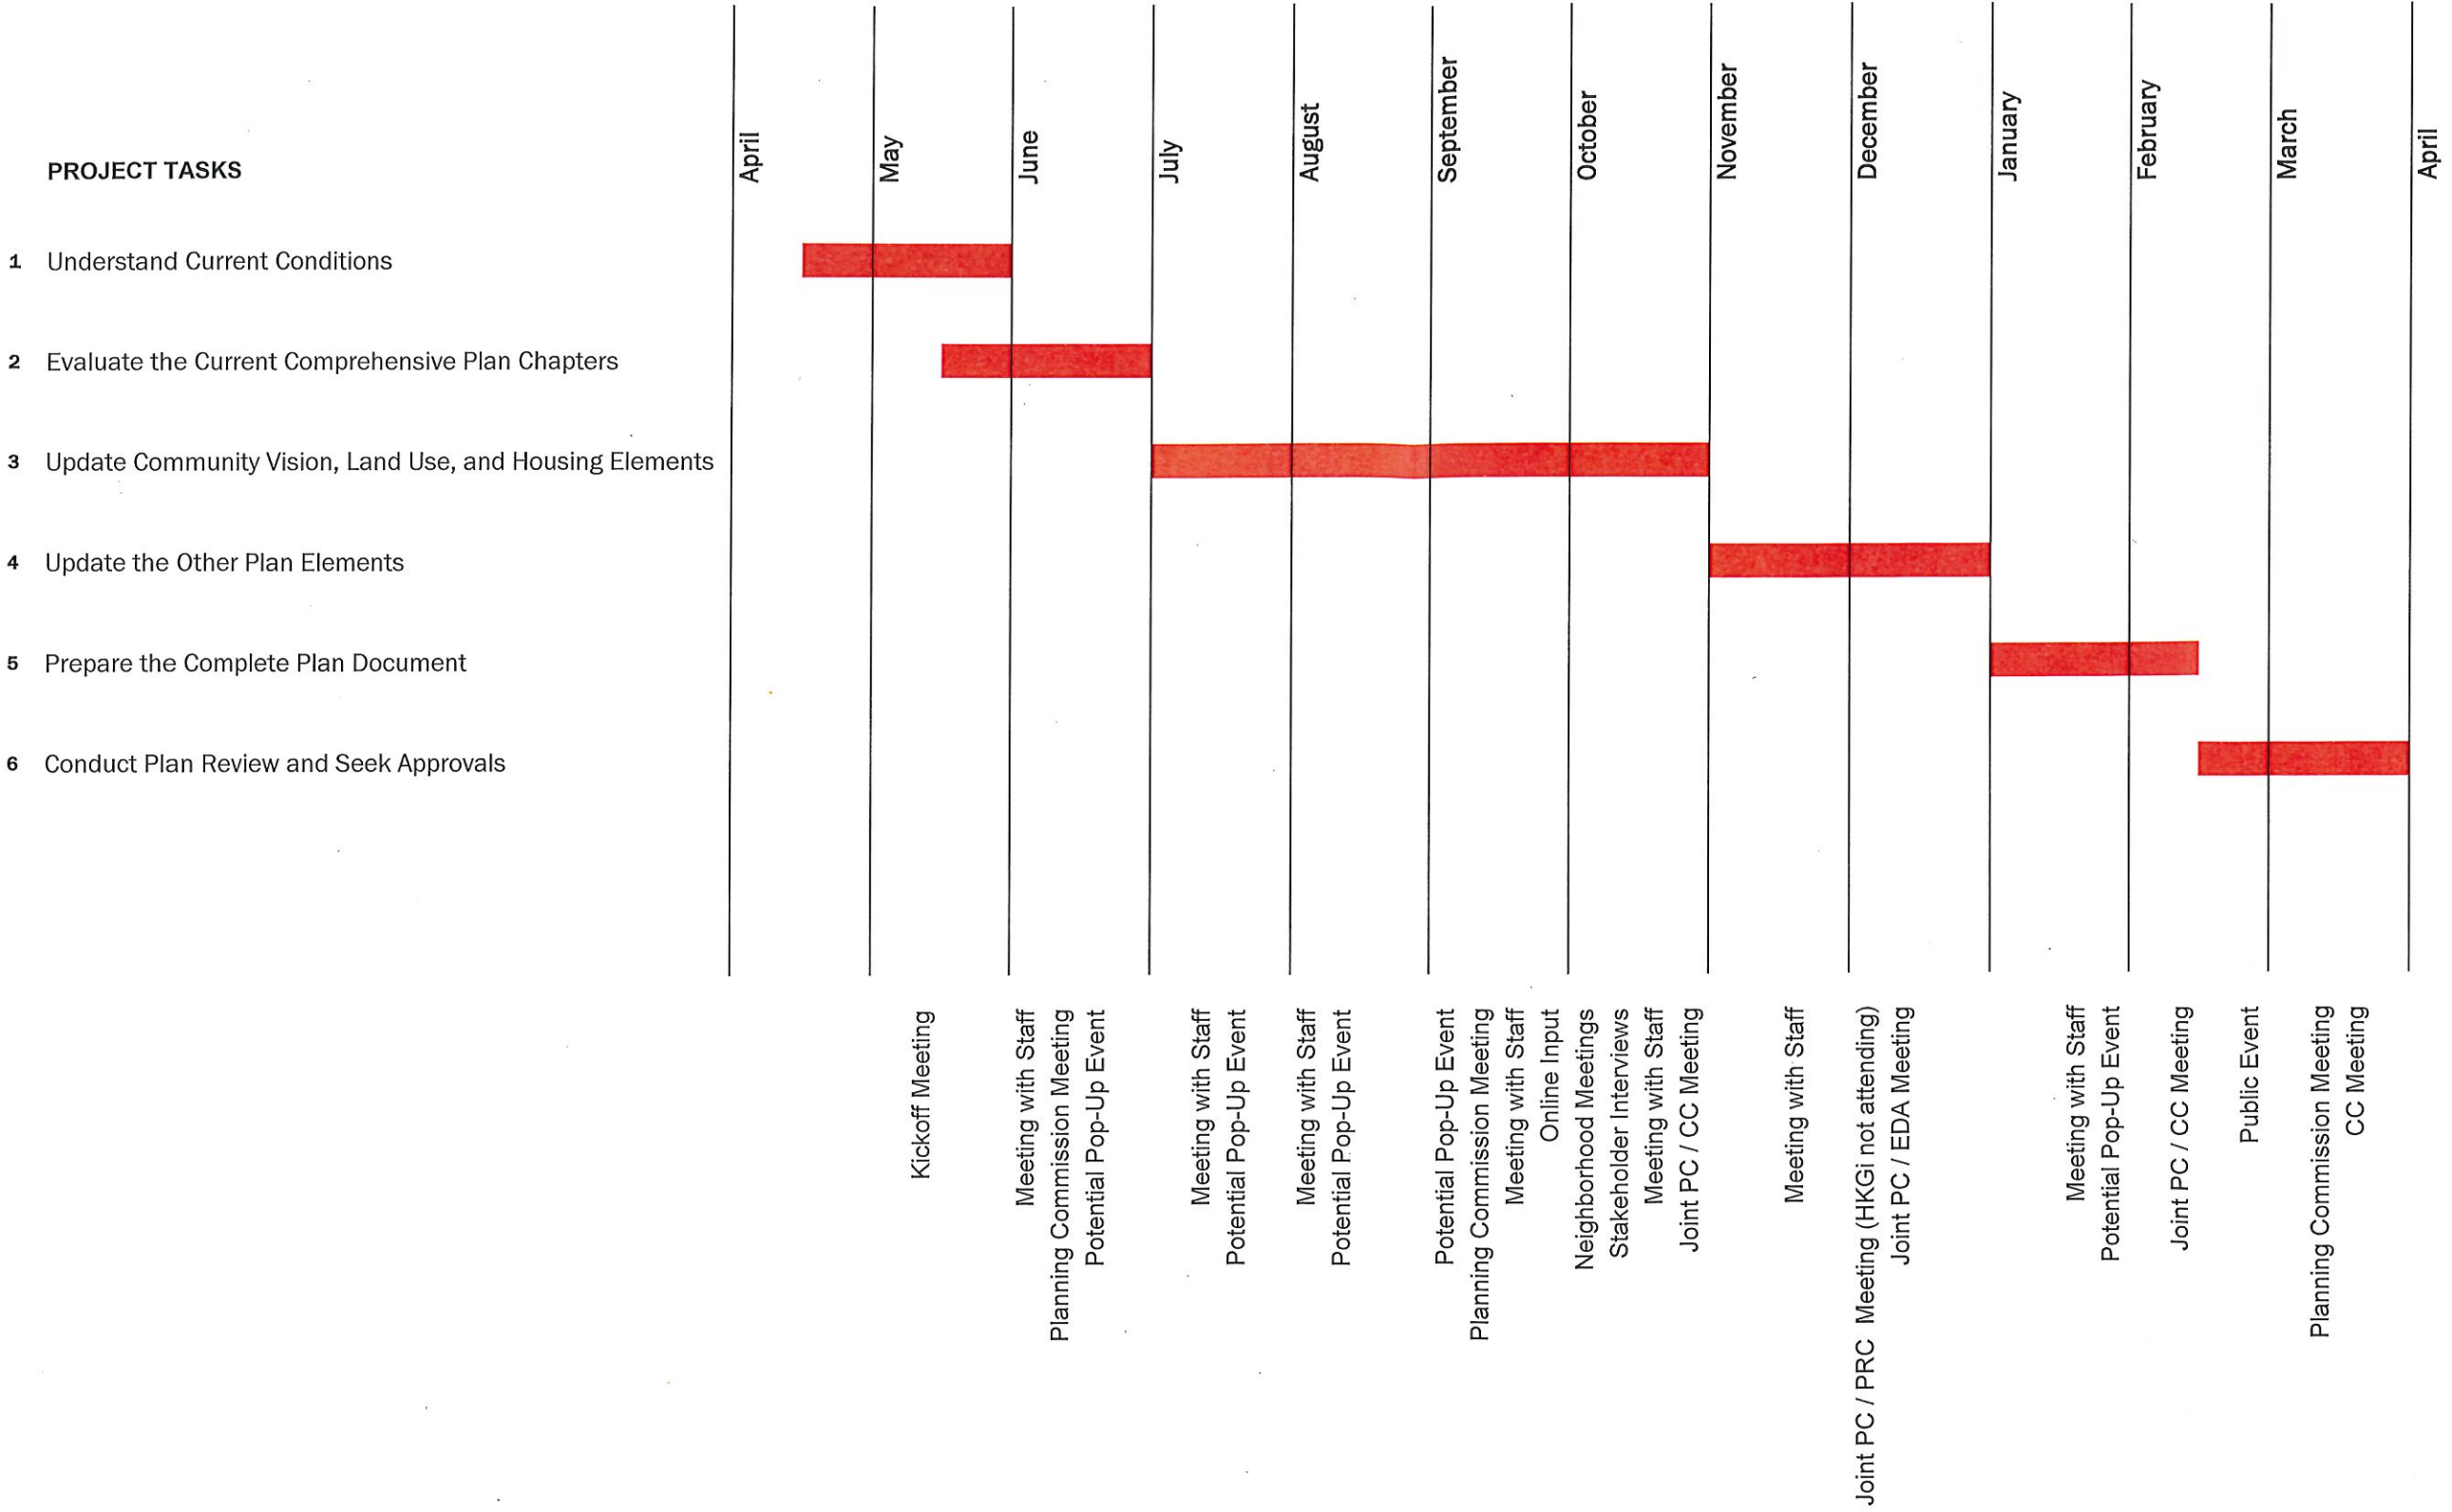 April
May
June
July
August
September
October
November
December
January
February
March
April
PROJECT TASKS
1 Understand Current Conditions
2 Evaluate the Current Comprehensive Plan Chapters
3 Update Community Vision, Land Use, and Housing Elements
4 Update the Other Plan Elements
5 Prepare the Complete Plan Document
6 Conduct Plan Review and Seek Approvals
Kickoff Meeting
Meeting with Staff
Planning Commission Meeting
Potential Pop-Up Event
Meeting with Staff
Potential Pop-Up Event
Meeting with Staff
Potential Pop-Up Event
Potential Pop-Up Event
Planning Commission Meeting
Meeting with Staff
Online Input
Neighborhood Meetings
Stakeholder Interviews
Meeting with Staff
Joint PC / CC Meeting
Meeting with Staff
Joint PC / PRC Meeting (HKGi not attending)
Joint PC / EDA Meeting
Meeting with Staff
Potential Pop-Up Event
Joint PC / CC Meeting
Public Event
Planning Commission Meeting
CC Meeting